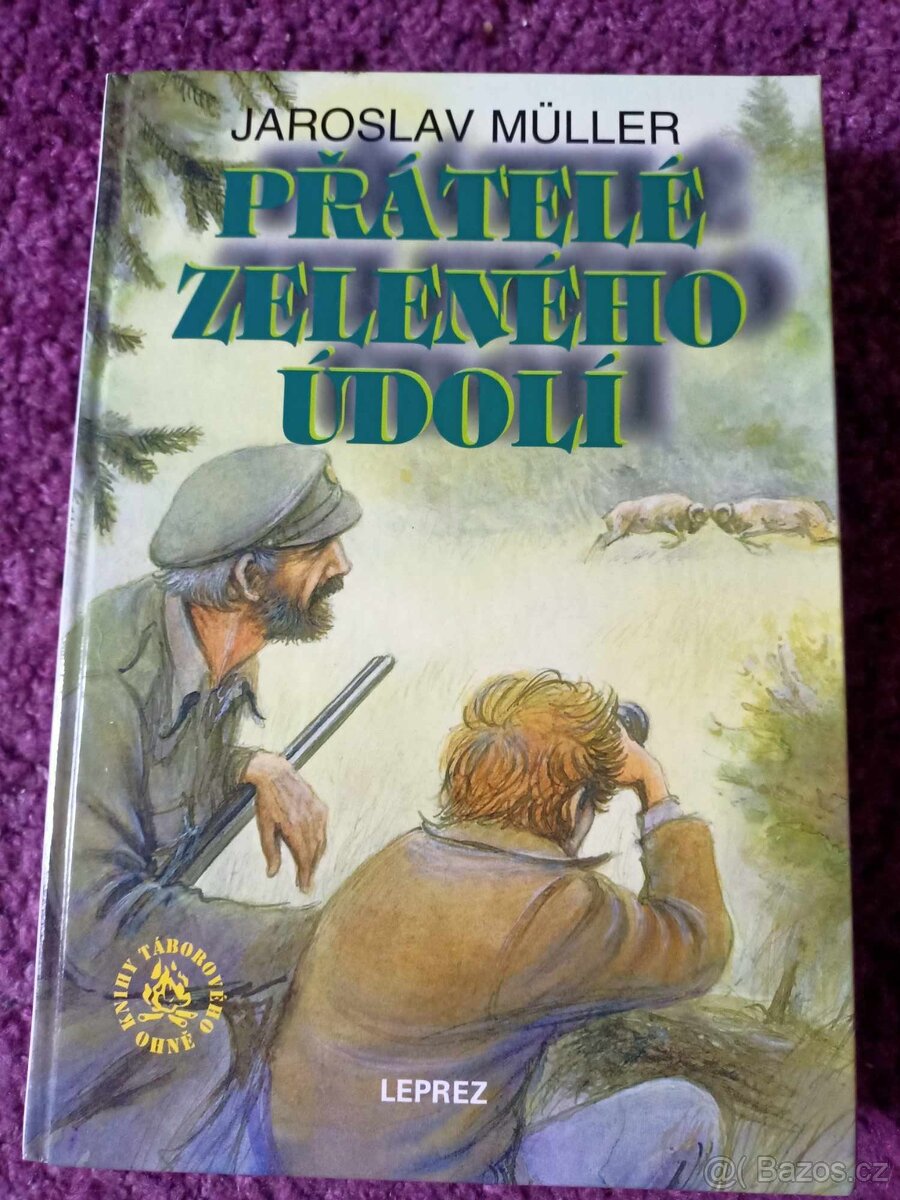 JAROSLAV MÜLLER
PŘÁTELÉ
ZELENÉHO
ÚDOLÍ
KNIHY TÁBOROVÉHO
OHNĚ
LEPREZ
@( Bazos.cz